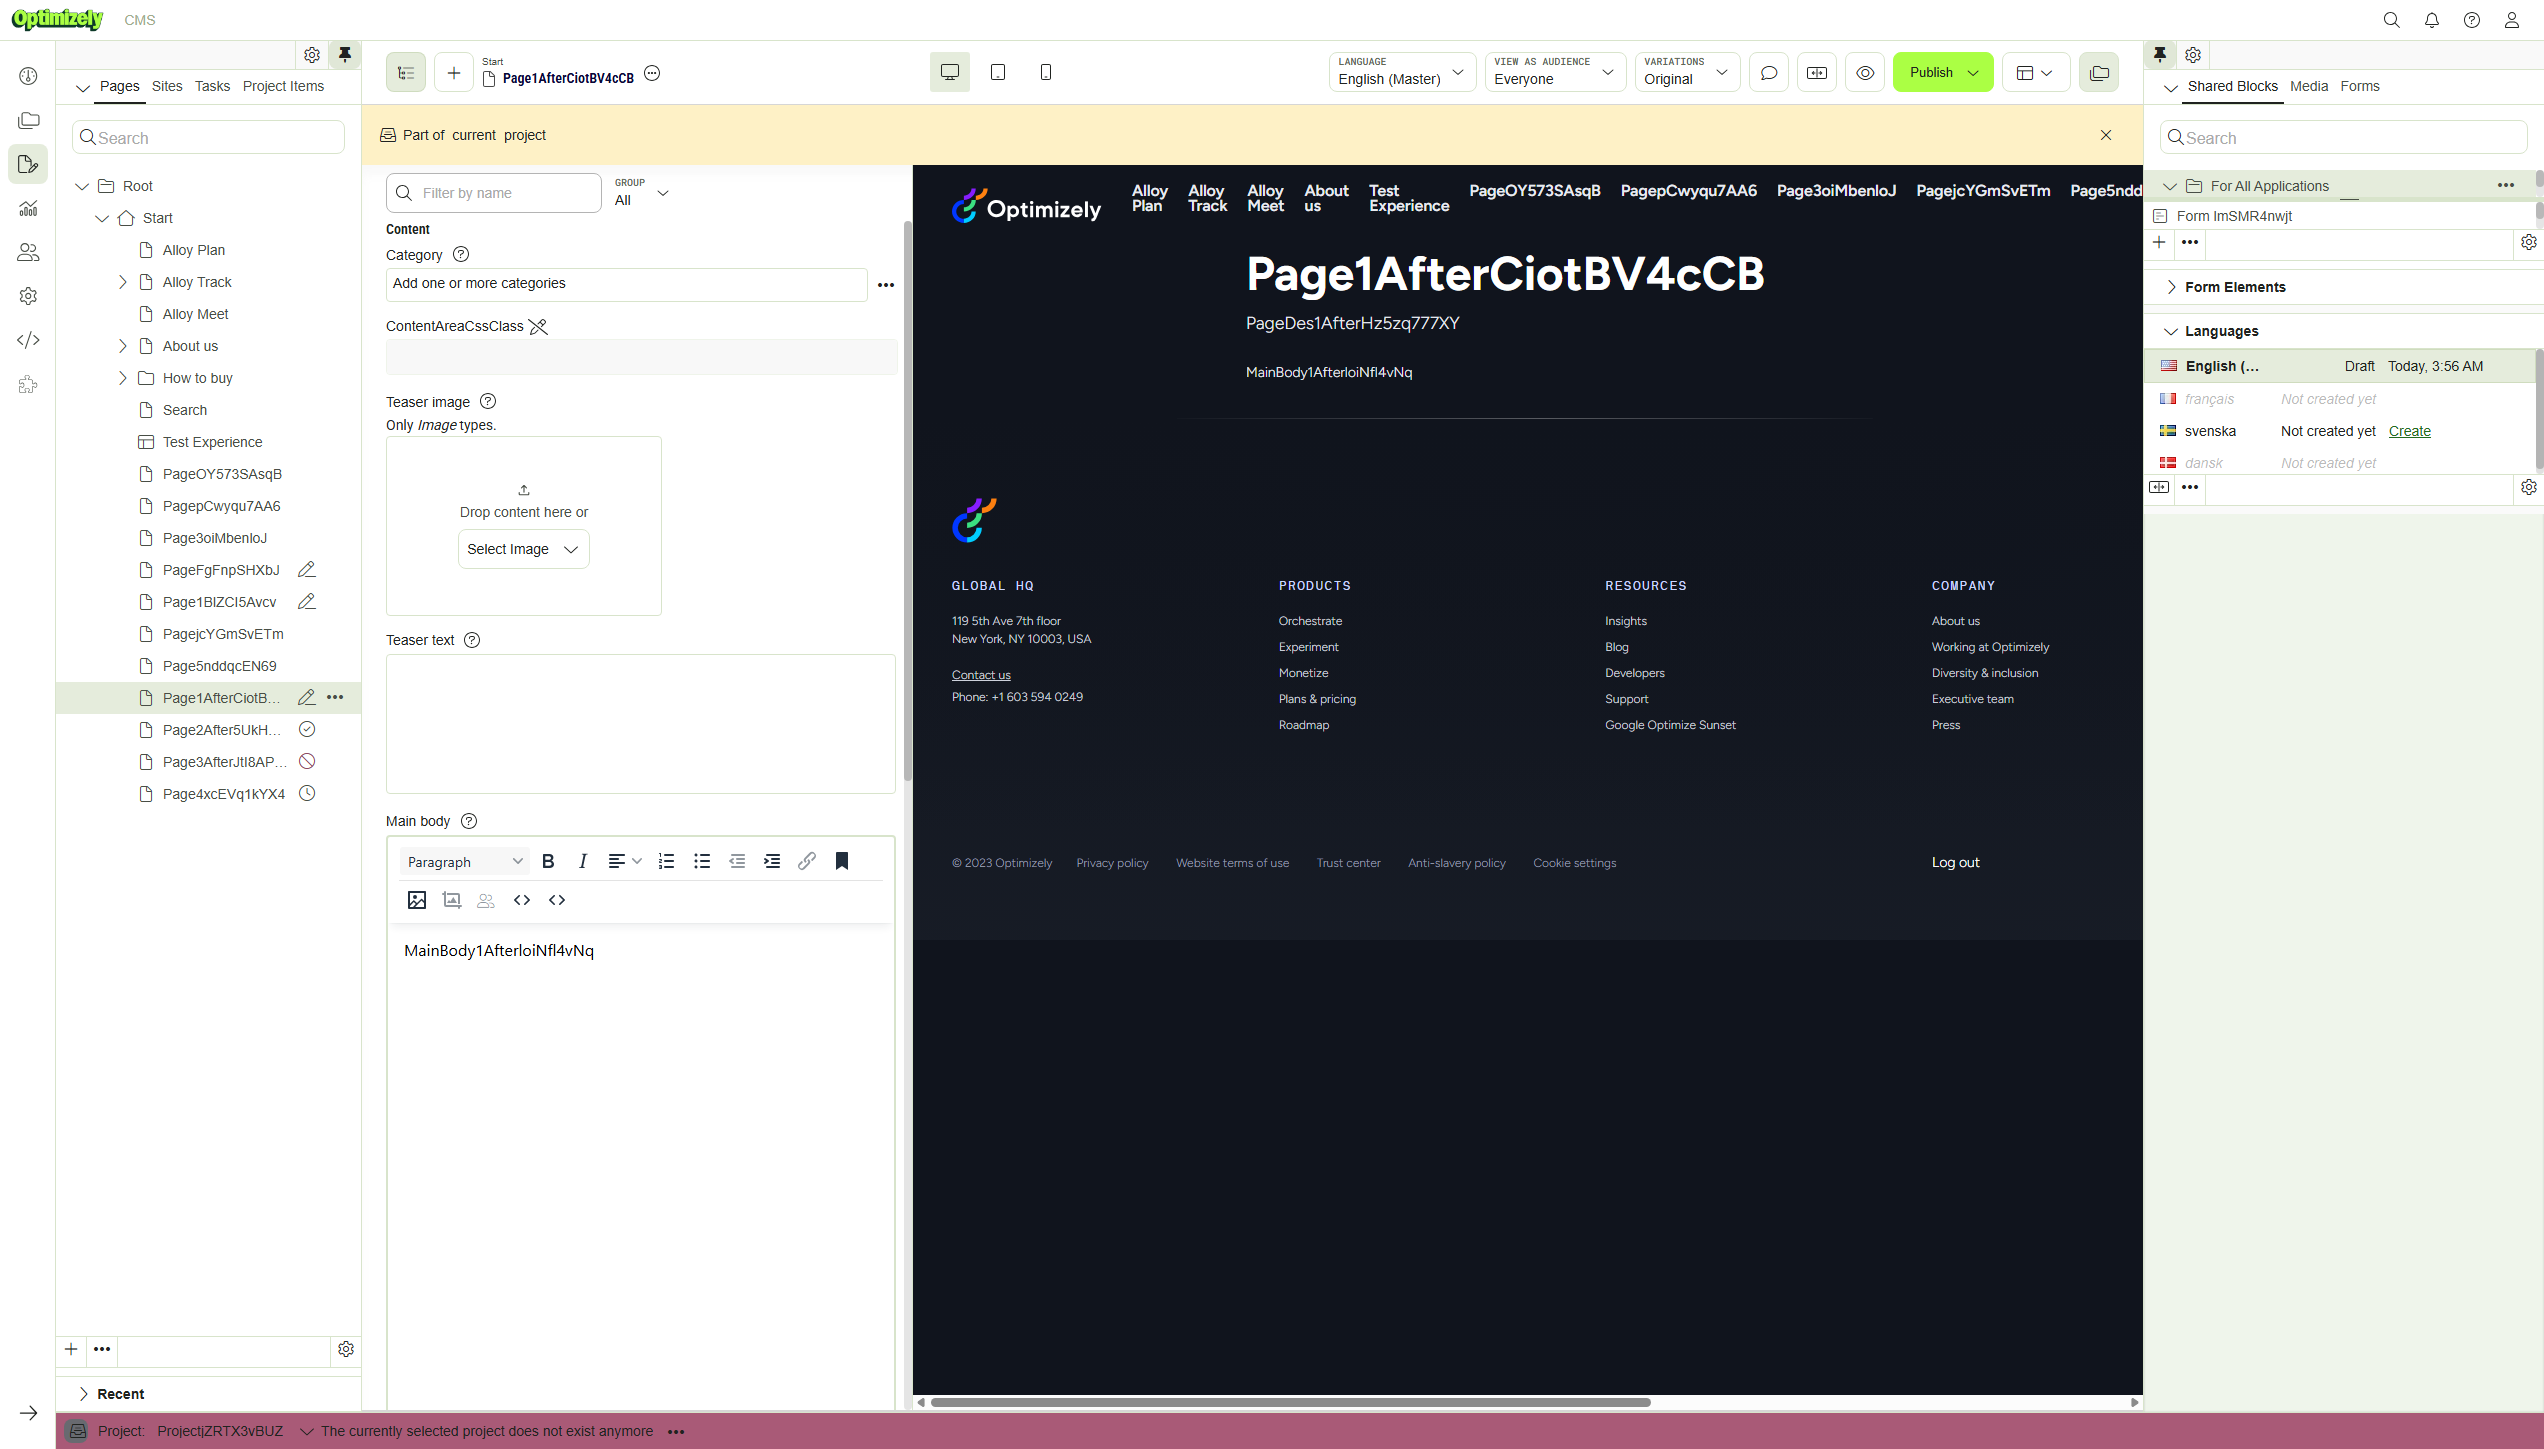 Optimizely CMS
Pages Sites Tasks Project Items
Search
Root
Start
Alloy Plan
Alloy Track
Alloy Meet
About us
How to buy
Search
Test Experience
PageOY573SAsqB
PagepCwyqu7AA6
Page3oiMbenloJ
PageFgFnpSHXbJ
Page1BIZCI5Avcv
PagejcYGmSvETm
Page5nddqcEN69
Page1AfterCiotB...
Page2After5UkH...
Page3AfterJtI8AP...
Page4xcEVq1kYX4
Recent
Start
Page1AfterCiotBV4cCB
LANGUAGE
English (Master)
VIEW AS AUDIENCE
Everyone
VARIATIONS
Original
Publish
Part of current project
Filter by name
GROUP
All
Content
Category
Add one or more categories
ContentAreaCssClass
Teaser image
Only Image types.
Drop content here or
Select Image
Teaser text
Main body
Paragraph
MainBody1AfterloiNfl4vNq
Optimizely
Alloy Plan
Alloy Track
Alloy Meet
About us
Test Experience
PageOY573SAsqB
PagepCwyqu7AA6
Page3oiMbenloJ
PagejcYGmSvETm
Page5ndd
Page1AfterCiotBV4cCB
PageDes1AfterHz5zq777XY
MainBody1AfterloiNfl4vNq
GLOBAL HQ
119 5th Ave 7th floor
New York, NY 10003, USA
Contact us
Phone: +1 603 594 0249
PRODUCTS
Orchestrate
Experiment
Monetize
Plans & pricing
Roadmap
RESOURCES
Insights
Blog
Developers
Support
Google Optimize Sunset
COMPANY
About us
Working at Optimizely
Diversity & inclusion
Executive team
Press
© 2023 Optimizely Privacy policy Website terms of use Trust center Anti-slavery policy Cookie settings
Log out
Shared Blocks Media Forms
Search
For All Applications
Form ImSMR4nwjt
Form Elements
Languages
English (... Draft Today, 3:56 AM
français Not created yet
svenska Not created yet Create
dansk Not created yet
Project: ProjectjZRTX3vBUZ The currently selected project does not exist anymore